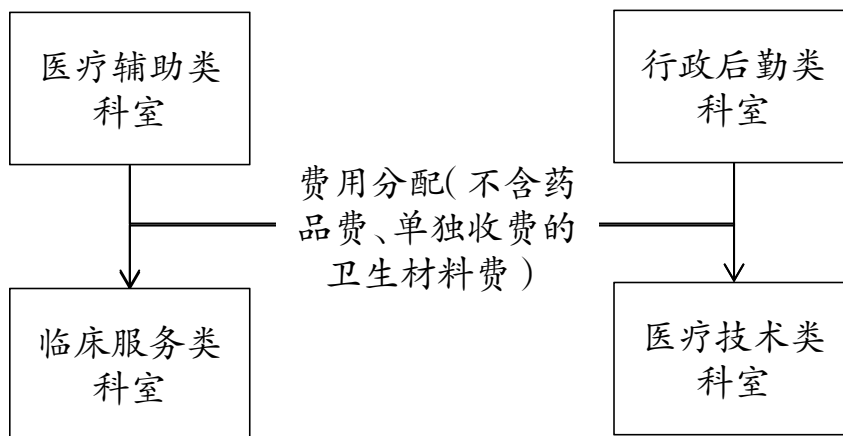 医疗辅助类
科室
行政后勤类
科室
费用分配(不含药
品费、单独收费的
卫生材料费)
临床服务类
科室
医疗技术类
科室